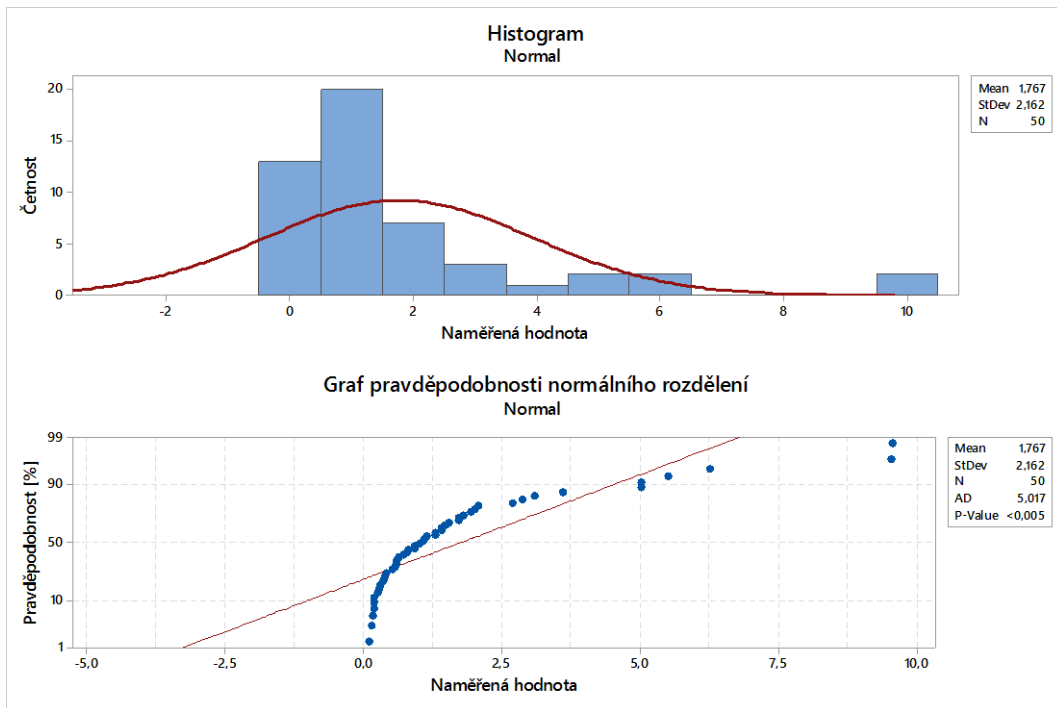 Histogram
Normal
Mean 1,767
StDev 2,162
N 50
20
15
10
5
0
Četnost
-2 0 2 4 6 8 10
Naměřená hodnota
Graf pravděpodobnosti normálního rozdělení
Normal
Mean 1,767
StDev 2,162
N 50
AD 5,017
P-Value <0,005
99
90
50
10
1
Pravděpodobnost [%]
-5,0 -2,5 0,0 2,5 5,0 7,5 10,0
Naměřená hodnota